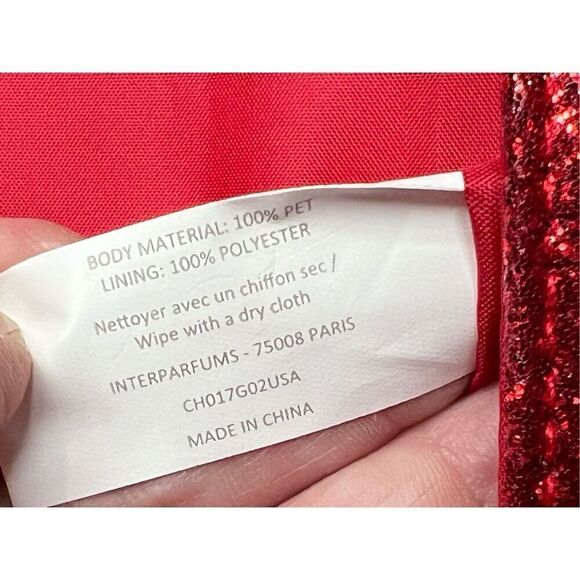 BODY MATERIAL: 100% PET
LINING: 100% POLYESTER
Nettoyer avec un chiffon sec /
Wipe with a dry cloth
INTERPARFUMS - 75008 PARIS
CH017G02USA
MADE IN CHINA